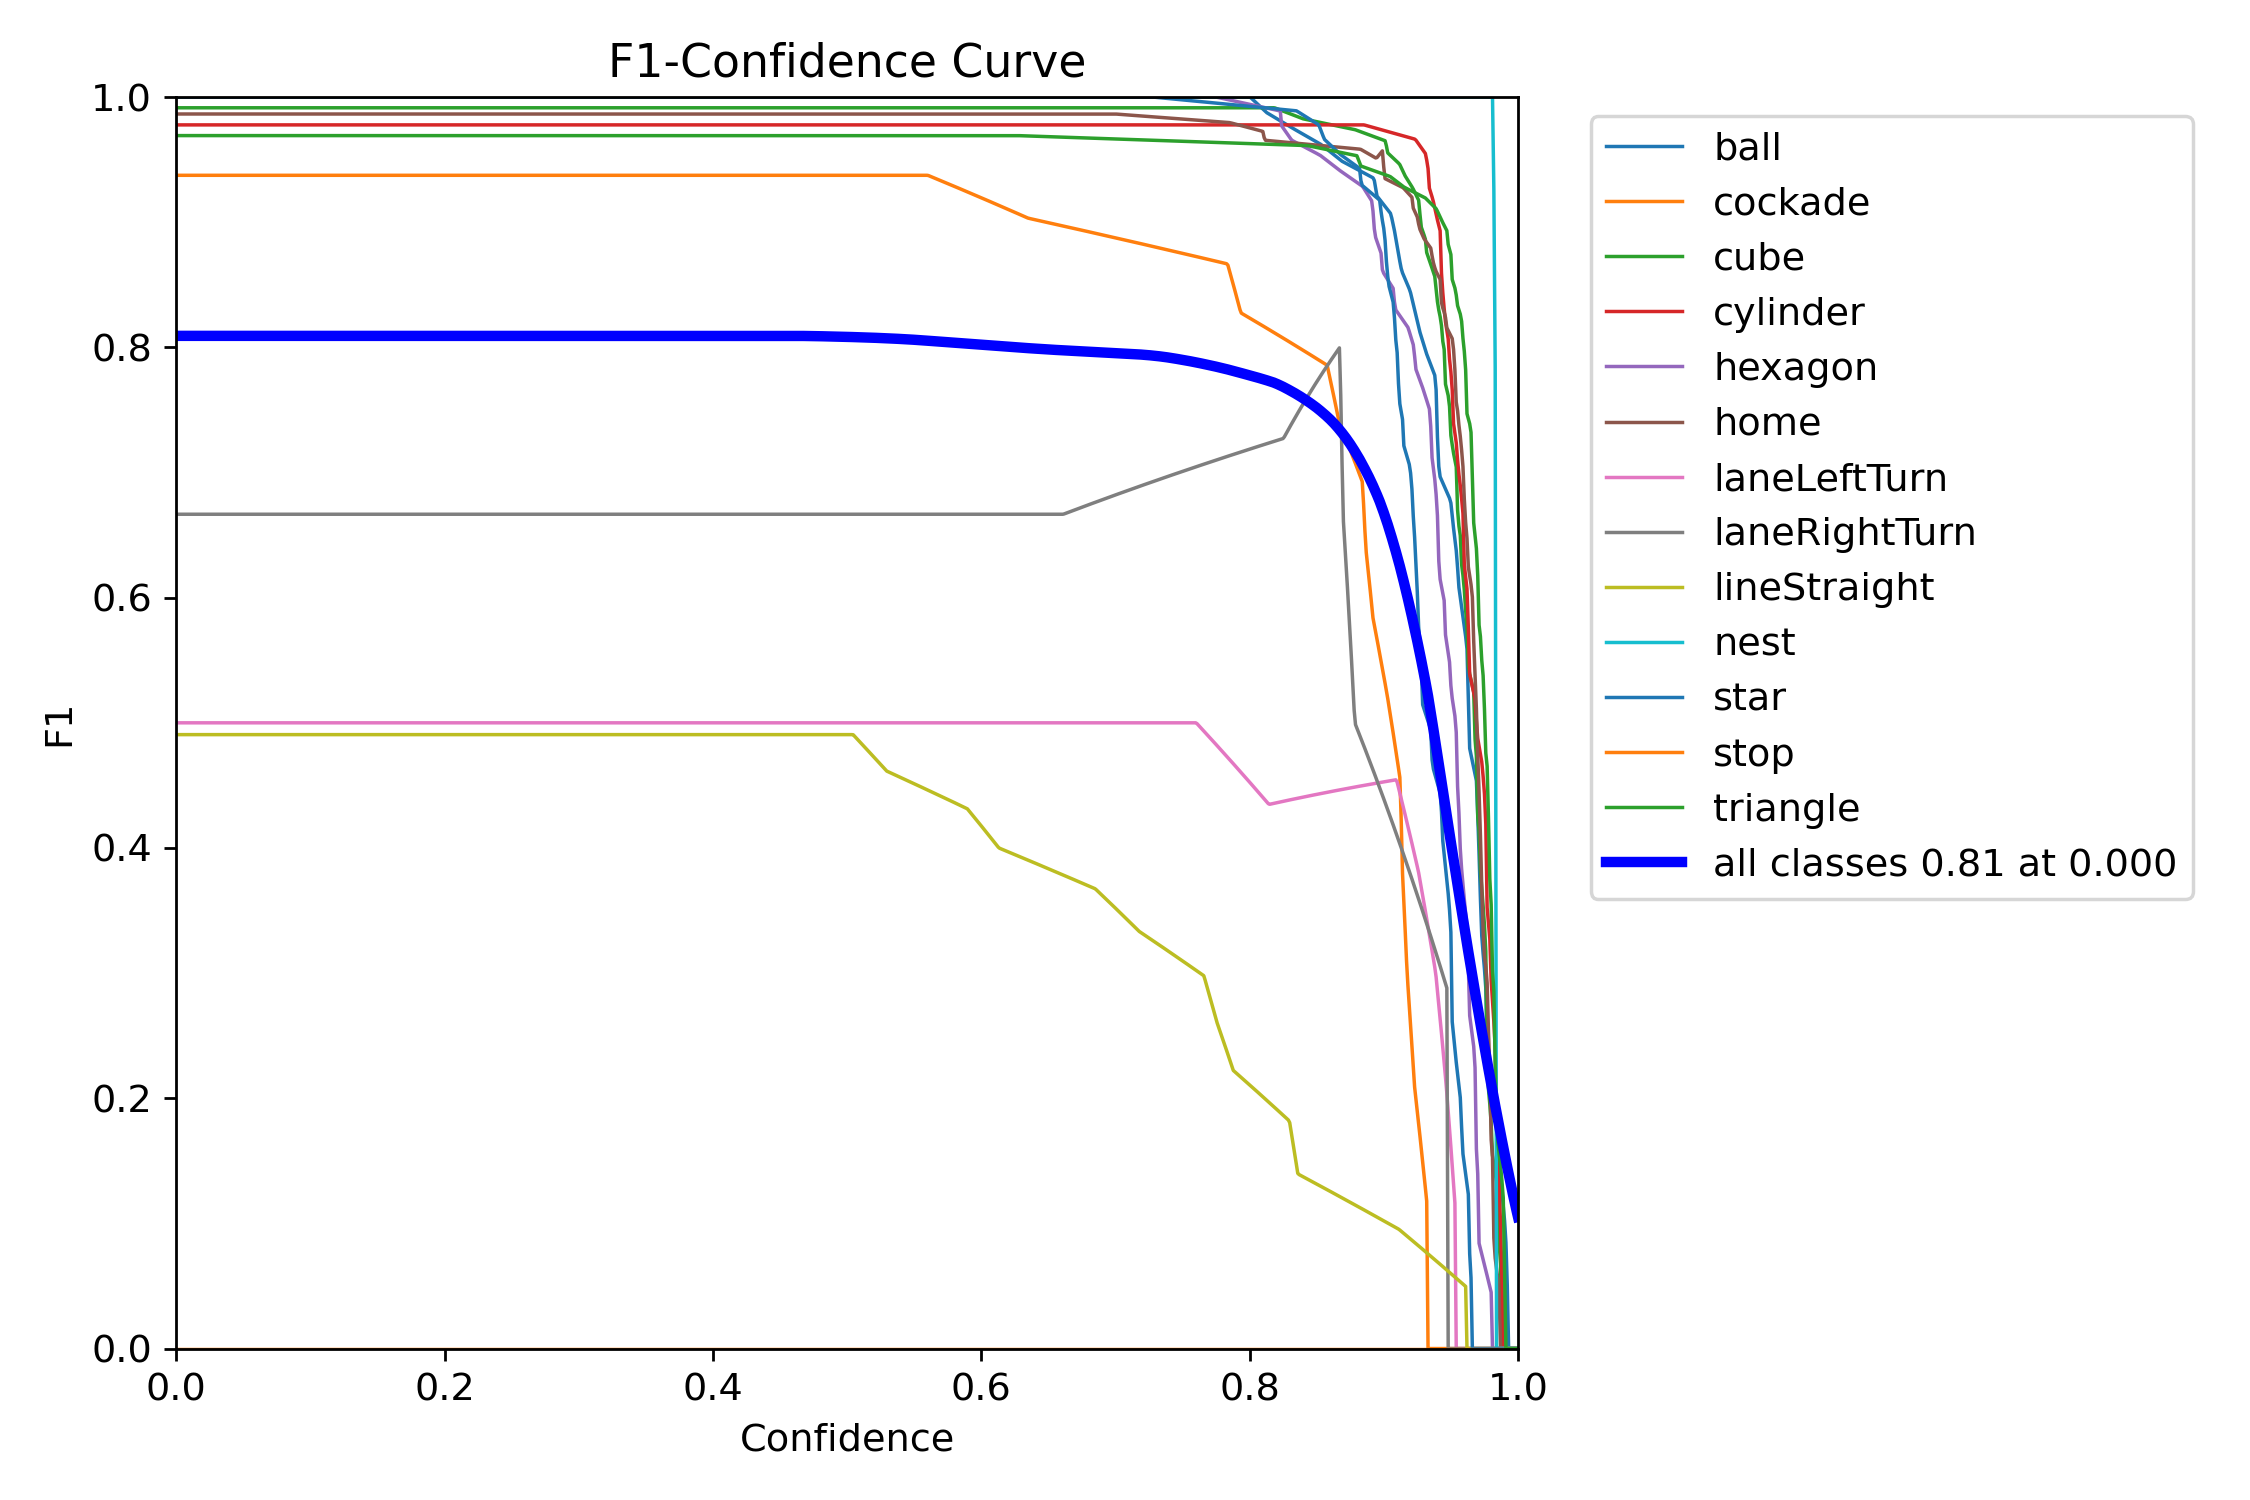 F1-Confidence Curve
1.0
0.8
0.6
0.4
0.2
0.0
F1
0.0 0.2 0.4 0.6 0.8 1.0
Confidence
ball
cockade
cube
cylinder
hexagon
home
laneLeftTurn
laneRightTurn
lineStraight
nest
star
stop
triangle
all classes 0.81 at 0.000